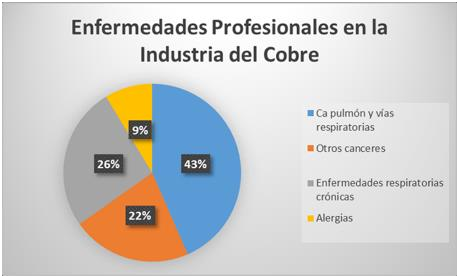 Enfermedades Profesionales en la
Industria del Cobre
43%
22%
26%
9%
Ca pulmón y vías
respiratorias
Otros canceres
Enfermedades respiratorias
crónicas
Alergias